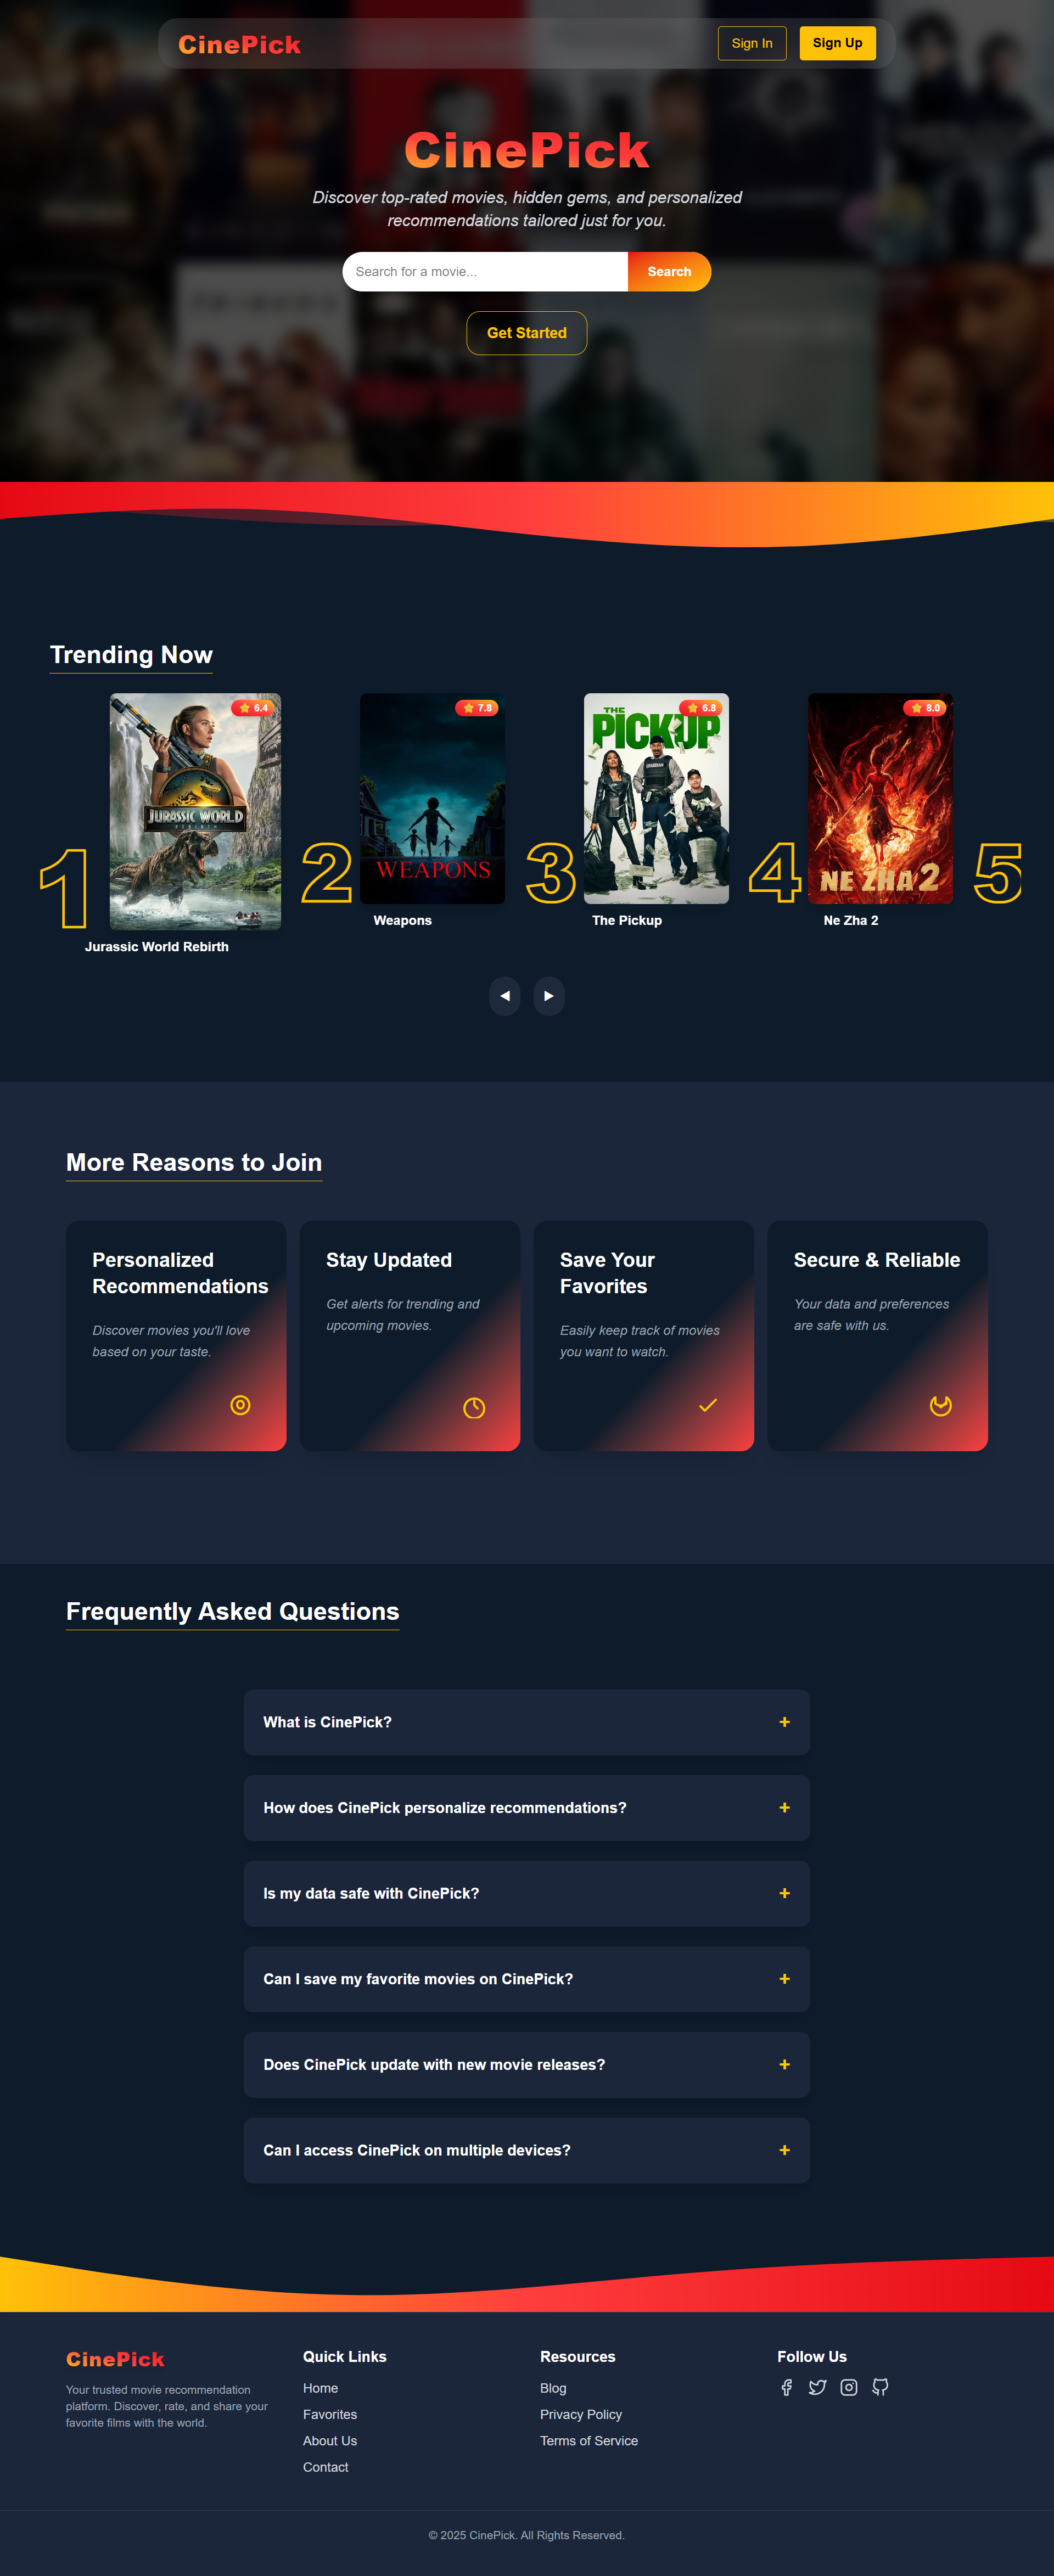 CinePick
Sign In
Sign Up
CinePick
Discover top-rated movies, hidden gems, and personalized
recommendations tailored just for you.
Search for a movie...
Search
Get Started
Trending Now
1
6.4
JURASSIC WORLD
REBIRTH
Jurassic World Rebirth
2
7.8
WEAPONS
Weapons
3
6.8
THE
PICKUP
The Pickup
4
8.0
NE ZHA 2
Ne Zha 2
5
◀
▶
More Reasons to Join
Personalized
Recommendations
Discover movies you'll love
based on your taste.
Stay Updated
Get alerts for trending and
upcoming movies.
Save Your
Favorites
Easily keep track of movies
you want to watch.
Secure & Reliable
Your data and preferences
are safe with us.
Frequently Asked Questions
What is CinePick?
+
How does CinePick personalize recommendations?
+
Is my data safe with CinePick?
+
Can I save my favorite movies on CinePick?
+
Does CinePick update with new movie releases?
+
Can I access CinePick on multiple devices?
+
CinePick
Your trusted movie recommendation
platform. Discover, rate, and share your
favorite films with the world.
Quick Links
Home
Favorites
About Us
Contact
Resources
Blog
Privacy Policy
Terms of Service
Follow Us
© 2025 CinePick. All Rights Reserved.